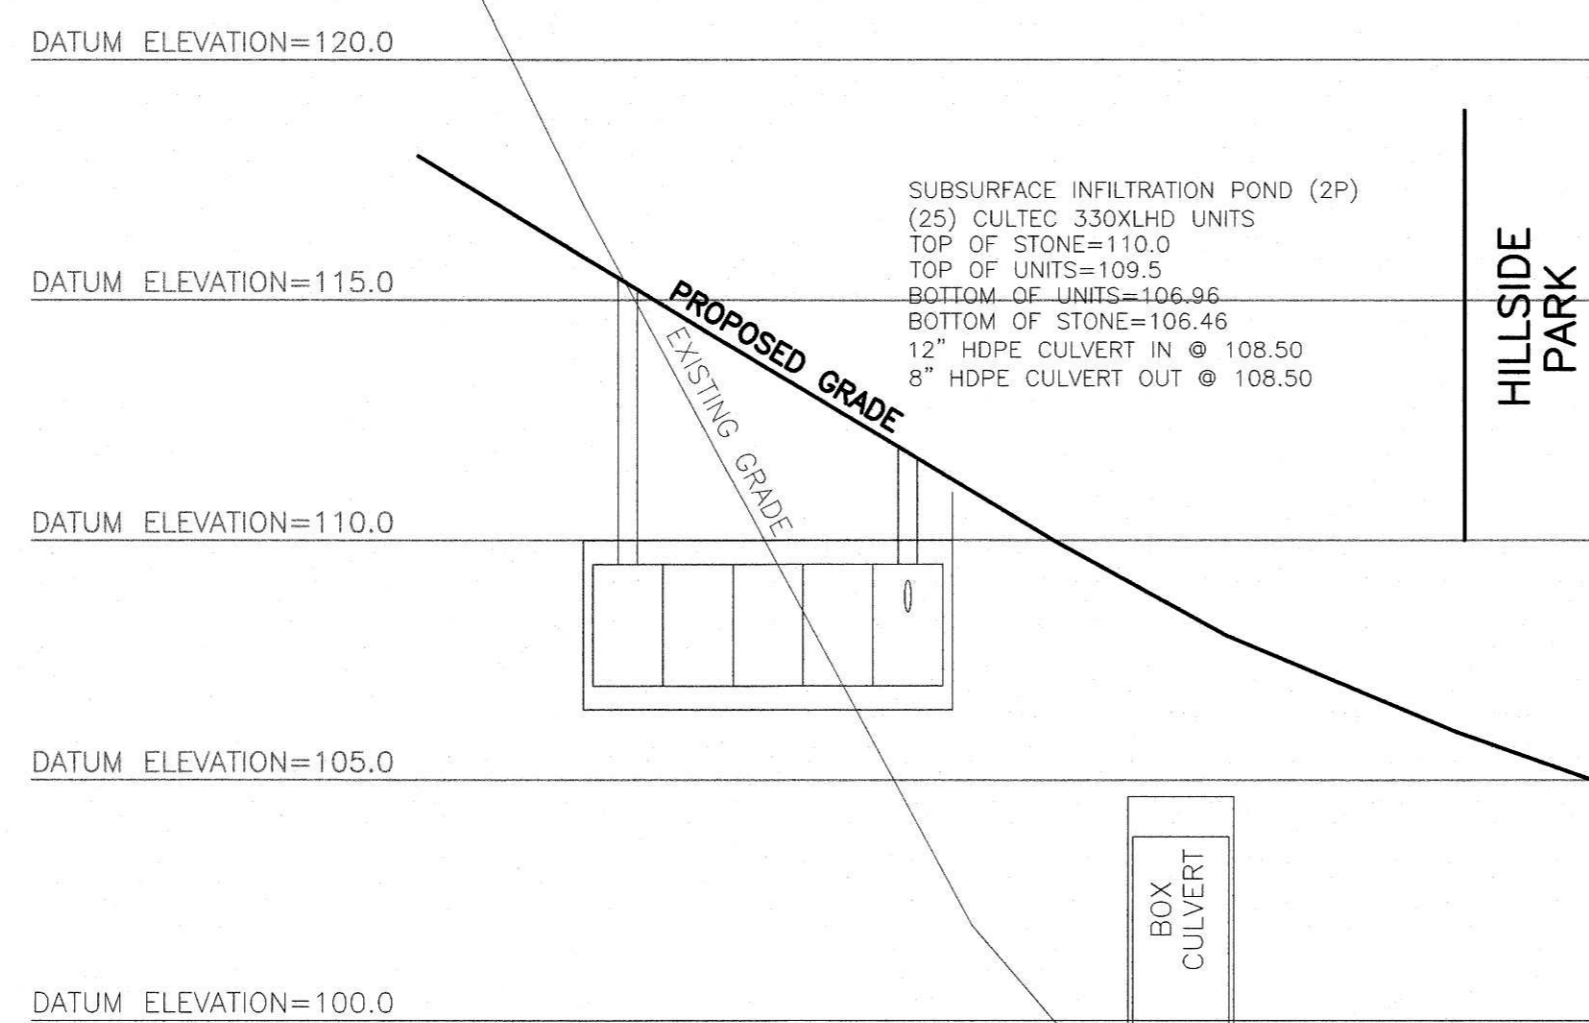 DATUM ELEVATION=120.0
SUBSURFACE INFILTRATION POND (2P)
(25) CULTEC 330XLHD UNITS
TOP OF STONE=110.0
TOP OF UNITS=109.5
BOTTOM OF UNITS=106.96
BOTTOM OF STONE=106.46
12" HDPE CULVERT IN @ 108.50
8" HDPE CULVERT OUT @ 108.50
HILLSIDE
PARK
DATUM ELEVATION=115.0
PROPOSED GRADE
EXISTING GRADE
DATUM ELEVATION=110.0
DATUM ELEVATION=105.0
BOX
CULVERT
DATUM ELEVATION=100.0